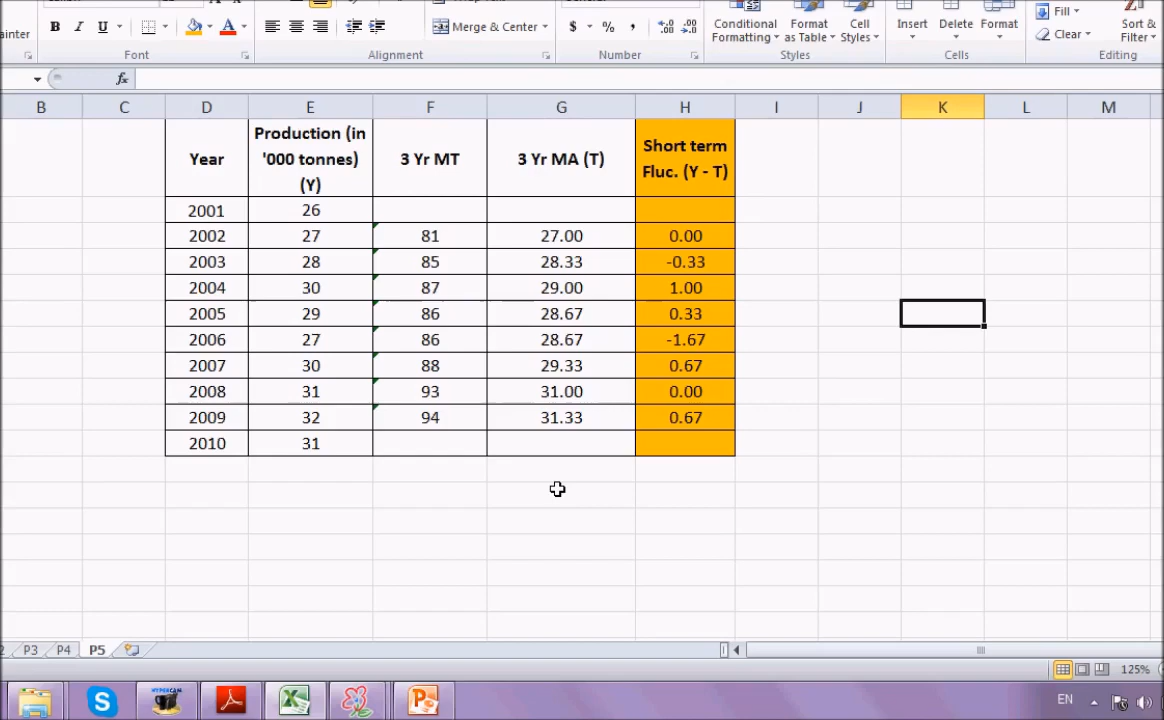 ainter
B I U A
Merge & Center
$ % ,
Conditional Formatting
Format as Table
Cell Styles
Insert
Delete
Format
Fill
Clear
Sort & Filter
Font
Alignment
Number
Styles
Cells
Editing
fx
B C D E F G H I J K L M
Year Production (in '000 tonnes) (Y) 3 Yr MT 3 Yr MA (T) Short term Fluc. (Y - T)
2001 26
2002 27 81 27.00 0.00
2003 28 85 28.33 -0.33
2004 30 87 29.00 1.00
2005 29 86 28.67 0.33
2006 27 86 28.67 -1.67
2007 30 88 29.33 0.67
2008 31 93 31.00 0.00
2009 32 94 31.33 0.67
2010 31
2 P3 P4 P5
125%
HYPERCAM
EN